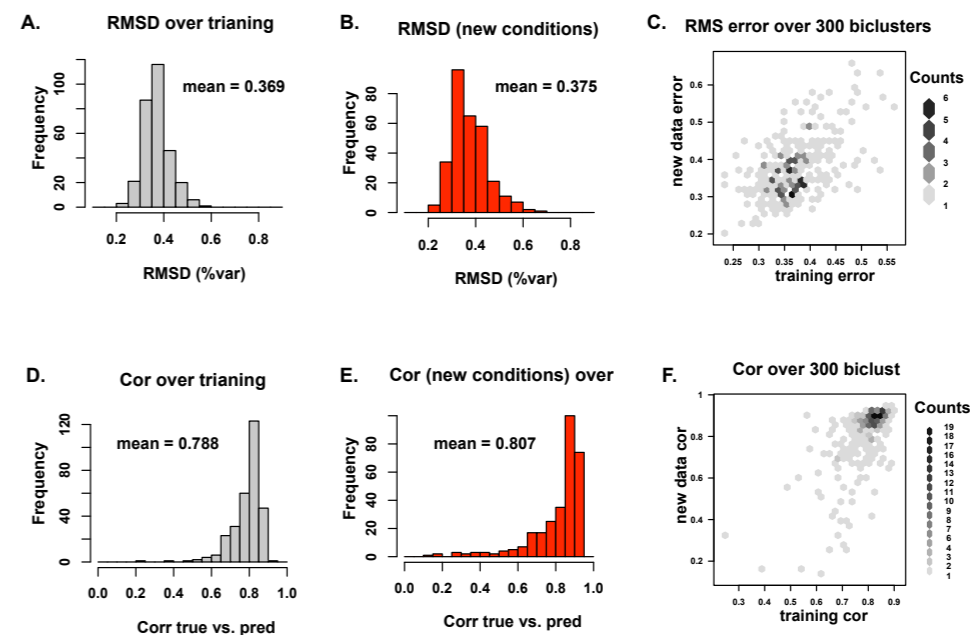 A.
RMSD over trianing
mean = 0.369
Frequency
0 20 60 100
0.2 0.4 0.6 0.8
RMSD (%var)
B.
RMSD (new conditions)
mean = 0.375
Frequency
0 20 40 60 80
0.2 0.4 0.6 0.8
RMSD (%var)
C.
RMS error over 300 biclusters
new data error
0.2 0.3 0.4 0.5 0.6
0.25 0.3 0.35 0.4 0.45 0.5 0.55
training error
Counts
6
5
4
3
2
1
D.
Cor over trianing
mean = 0.788
Frequency
0 40 80 120
0.0 0.2 0.4 0.6 0.8 1.0
Corr true vs. pred
E.
Cor (new conditions) over
mean = 0.807
Frequency
0 20 40 60 80
0.0 0.2 0.4 0.6 0.8 1.0
Corr true vs. pred
F.
Cor over 300 biclust
new data cor
0.2 0.4 0.6 0.8 1
0.3 0.4 0.5 0.6 0.7 0.8 0.9
training cor
Counts
19
18
17
16
14
13
12
11
10
9
8
7
6
4
3
2
1